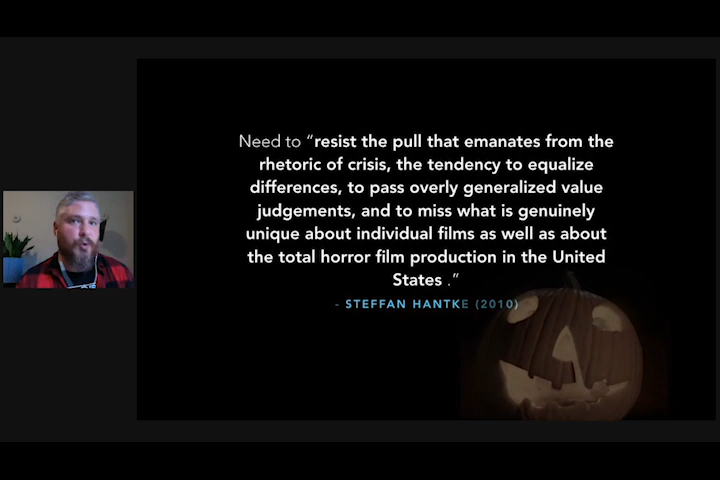 Need to “resist the pull that emanates from the
rhetoric of crisis, the tendency to equalize
differences, to pass overly generalized value
judgements, and to miss what is genuinely
unique about individual films as well as about
the total horror film production in the United
States .”
- STEFFAN HANTKE (2010)